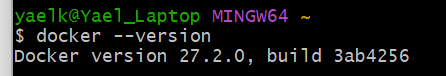 yaelk@Yael_Laptop MINGW64 ~
$ docker --version
Docker version 27.2.0, build 3ab4256